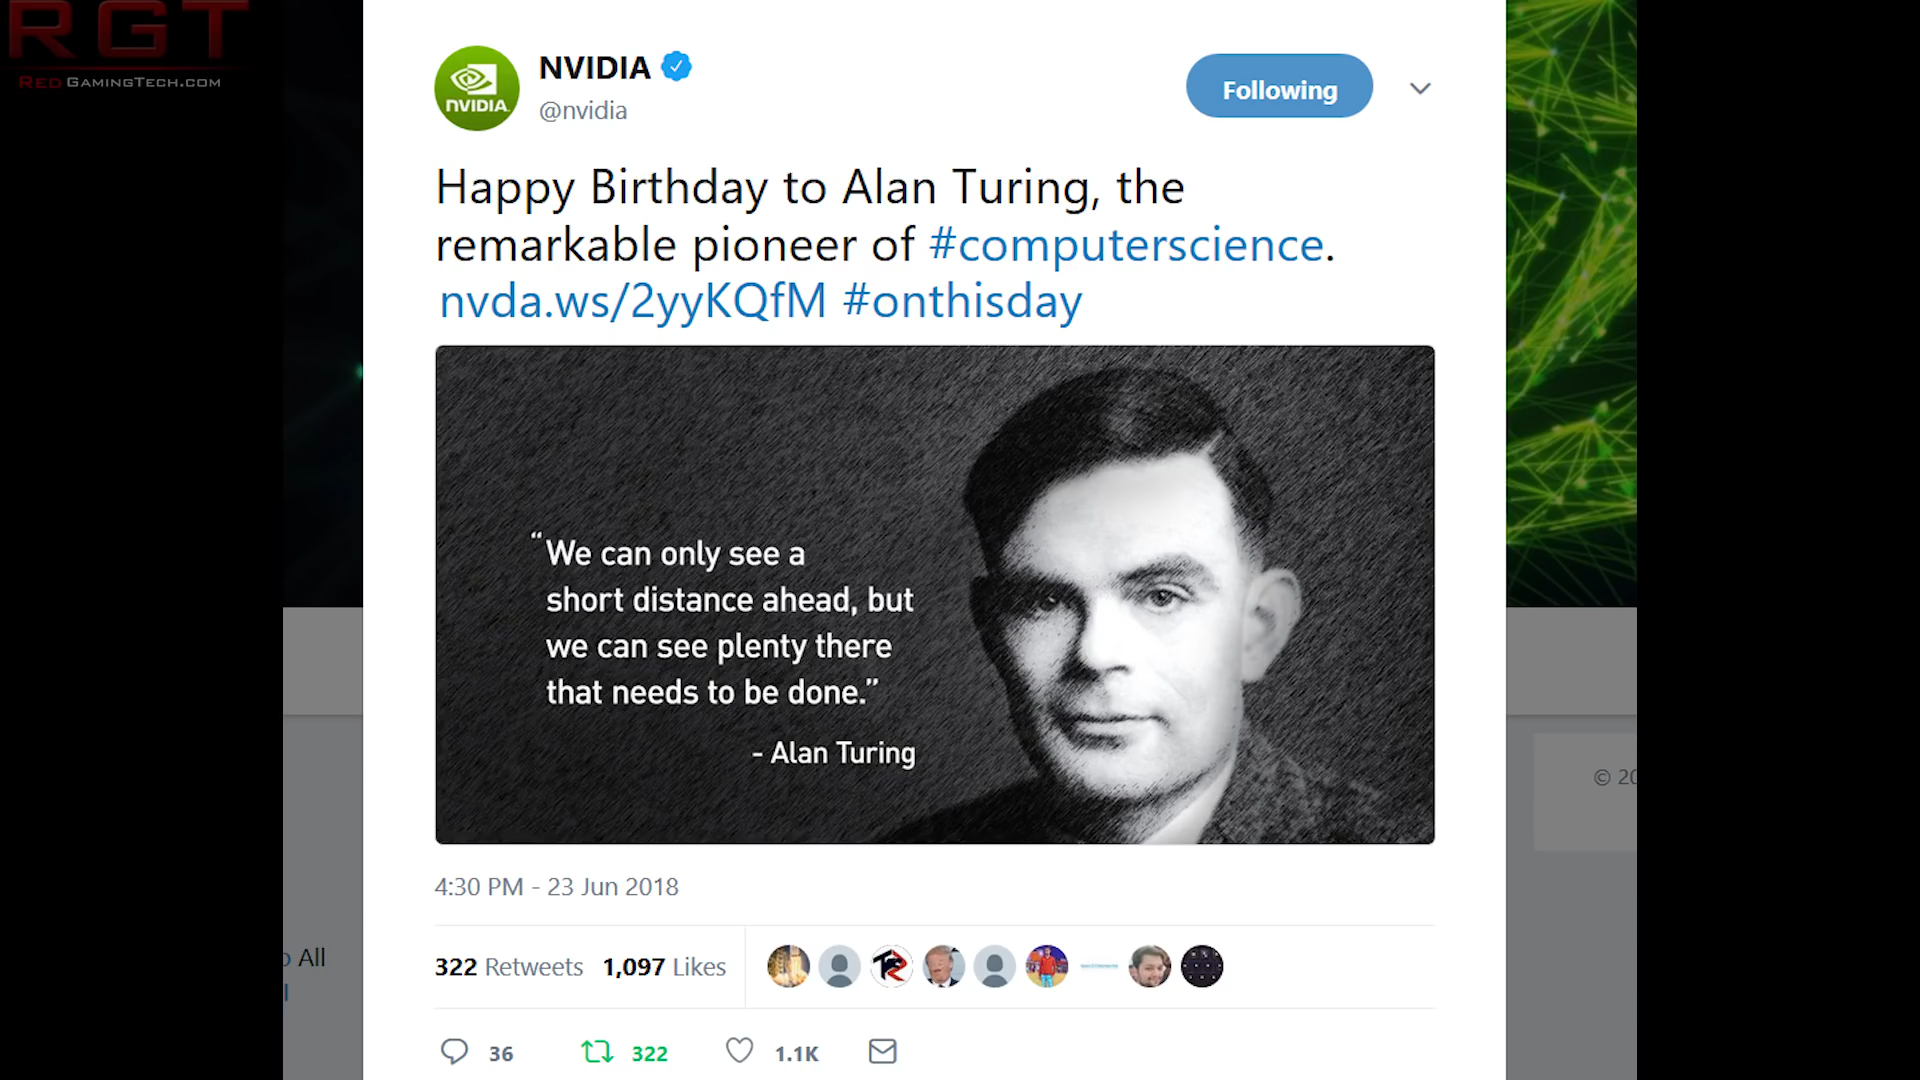 RGT
RED GAMINGTECH.COM
NVIDIA
@nvidia
NVIDIA.
Following
Happy Birthday to Alan Turing, the
remarkable pioneer of #computerscience.
nvda.ws/2yyKQfM #onthisday
“We can only see a
short distance ahead, but
we can see plenty there
that needs to be done.”
- Alan Turing
4:30 PM - 23 Jun 2018
322 Retweets 1,097 Likes
36 322 1.1K
All
© 20